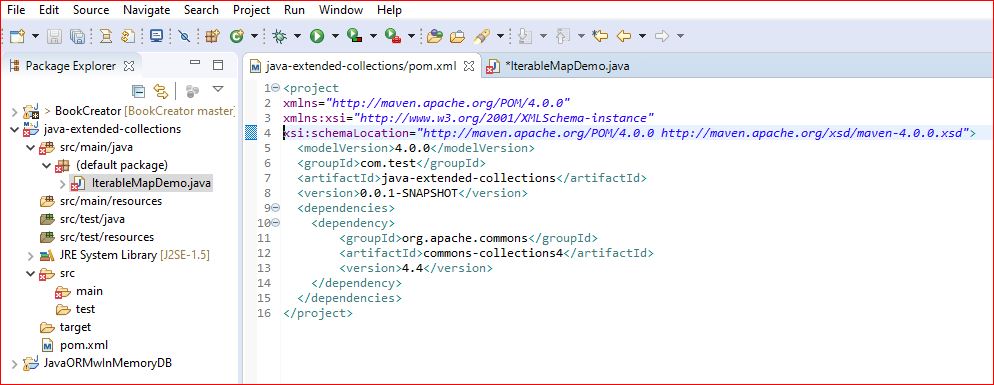 File Edit Source Navigate Search Project Run Window Help
Package Explorer
> BookCreator [BookCreator master]
java-extended-collections
src/main/java
(default package)
IterableMapDemo.java
src/main/resources
src/test/java
src/test/resources
JRE System Library [J2SE-1.5]
src
main
test
target
pom.xml
JavaORMwInMemoryDB
java-extended-collections/pom.xml
*IterableMapDemo.java
1 <project
2 xmlns="http://maven.apache.org/POM/4.0.0"
3 xmlns:xsi="http://www.w3.org/2001/XMLSchema-instance"
4 xsi:schemaLocation="http://maven.apache.org/POM/4.0.0 http://maven.apache.org/xsd/maven-4.0.0.xsd">
5 <modelVersion>4.0.0</modelVersion>
6 <groupId>com.test</groupId>
7 <artifactId>java-extended-collections</artifactId>
8 <version>0.0.1-SNAPSHOT</version>
9 <dependencies>
10 <dependency>
11 <groupId>org.apache.commons</groupId>
12 <artifactId>commons-collections4</artifactId>
13 <version>4.4</version>
14 </dependency>
15 </dependencies>
16 </project>